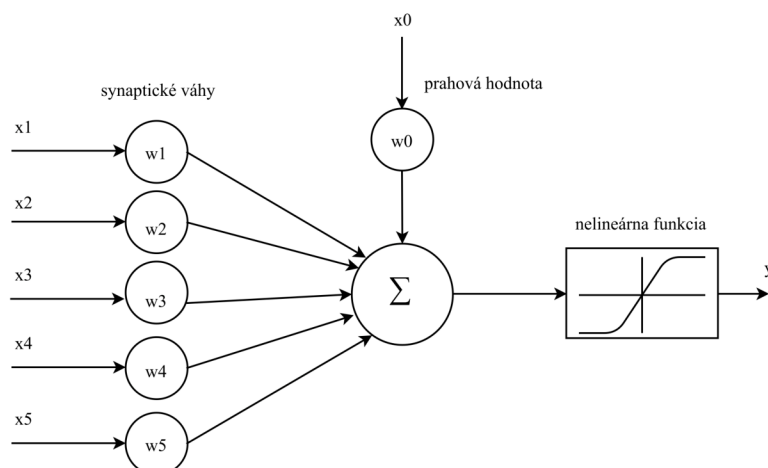 x0
prahová hodnota
synaptické váhy
w0
x1
w1
x2
w2
nelineárna funkcia
x3
w3
Σ
y
x4
w4
x5
w5